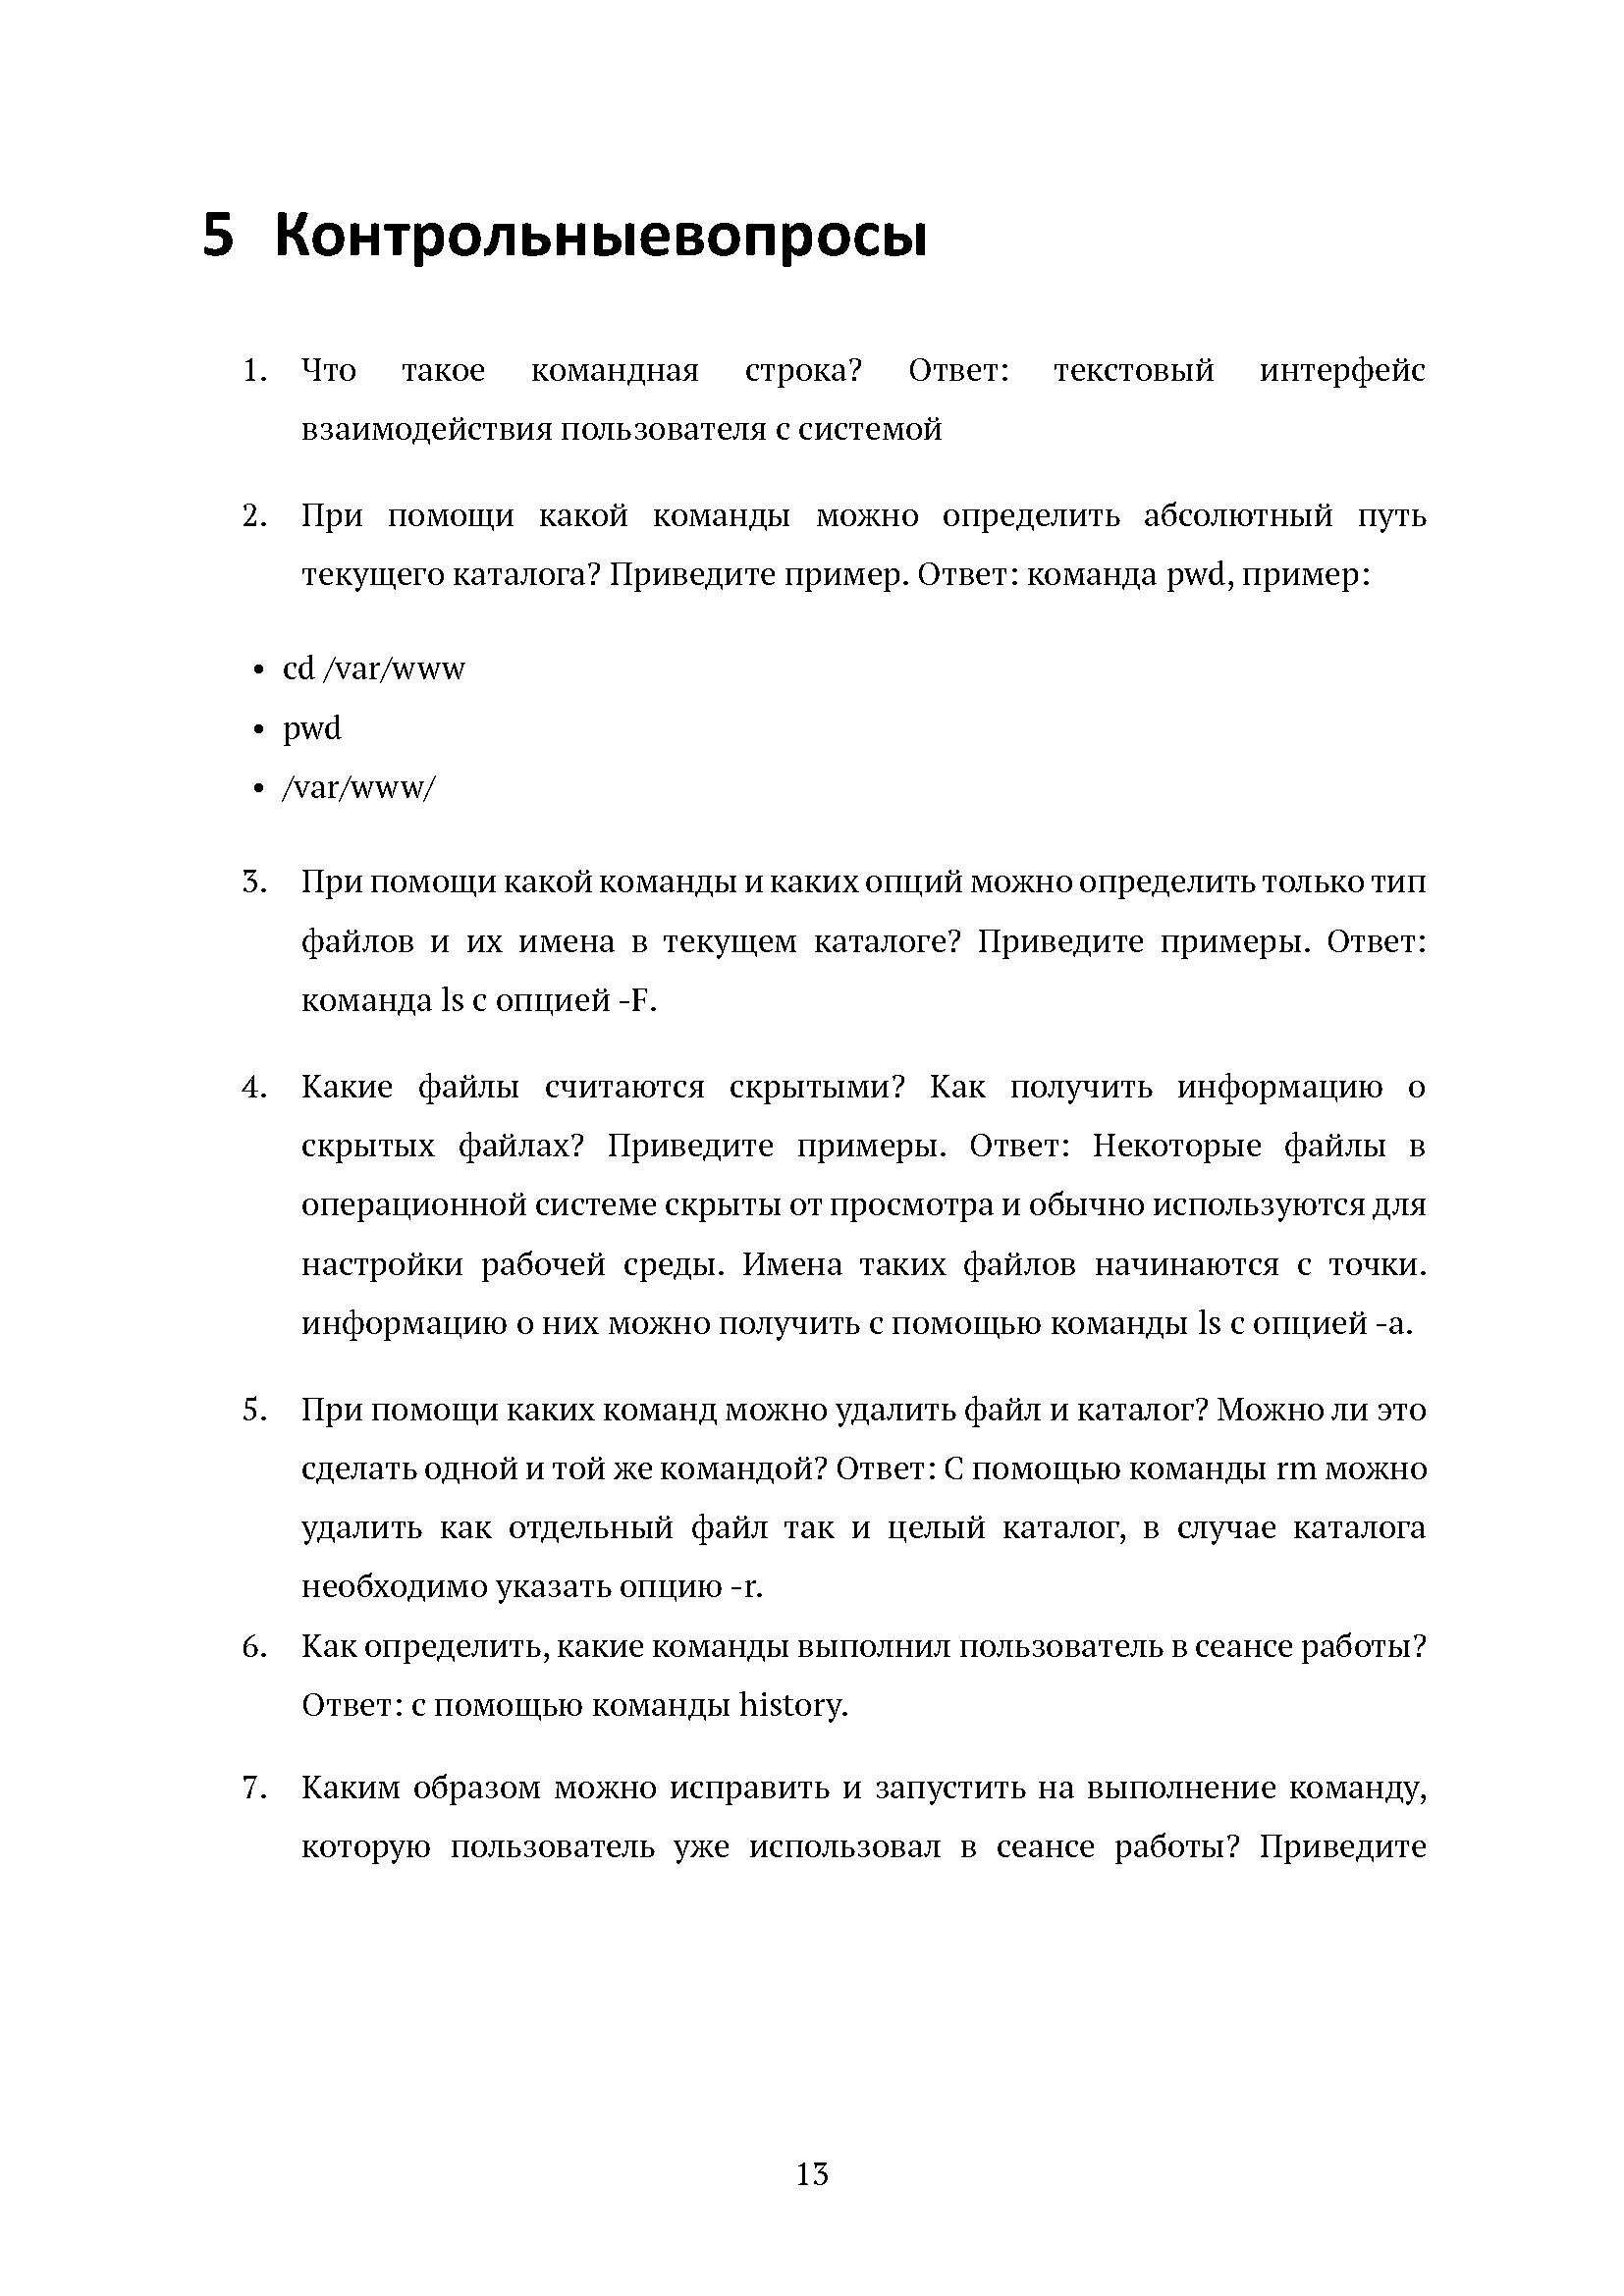 5 Контрольныевопросы
1. Что такое командная строка? Ответ: текстовый интерфейс
взаимодействия пользователя с системой
2. При помощи какой команды можно определить абсолютный путь
текущего каталога? Приведите пример. Ответ: команда pwd, пример:
• cd /var/www
• pwd
• /var/www/
3. При помощи какой команды и каких опций можно определить только тип
файлов и их имена в текущем каталоге? Приведите примеры. Ответ:
команда ls с опцией -F.
4. Какие файлы считаются скрытыми? Как получить информацию о
скрытых файлах? Приведите примеры. Ответ: Некоторые файлы в
операционной системе скрыты от просмотра и обычно используются для
настройки рабочей среды. Имена таких файлов начинаются с точки.
информацию о них можно получить с помощью команды ls с опцией -a.
5. При помощи каких команд можно удалить файл и каталог? Можно ли это
сделать одной и той же командой? Ответ: С помощью команды rm можно
удалить как отдельный файл так и целый каталог, в случае каталога
необходимо указать опцию -r.
6. Как определить, какие команды выполнил пользователь в сеансе работы?
Ответ: с помощью команды history.
7. Каким образом можно исправить и запустить на выполнение команду,
которую пользователь уже использовал в сеансе работы? Приведите
13